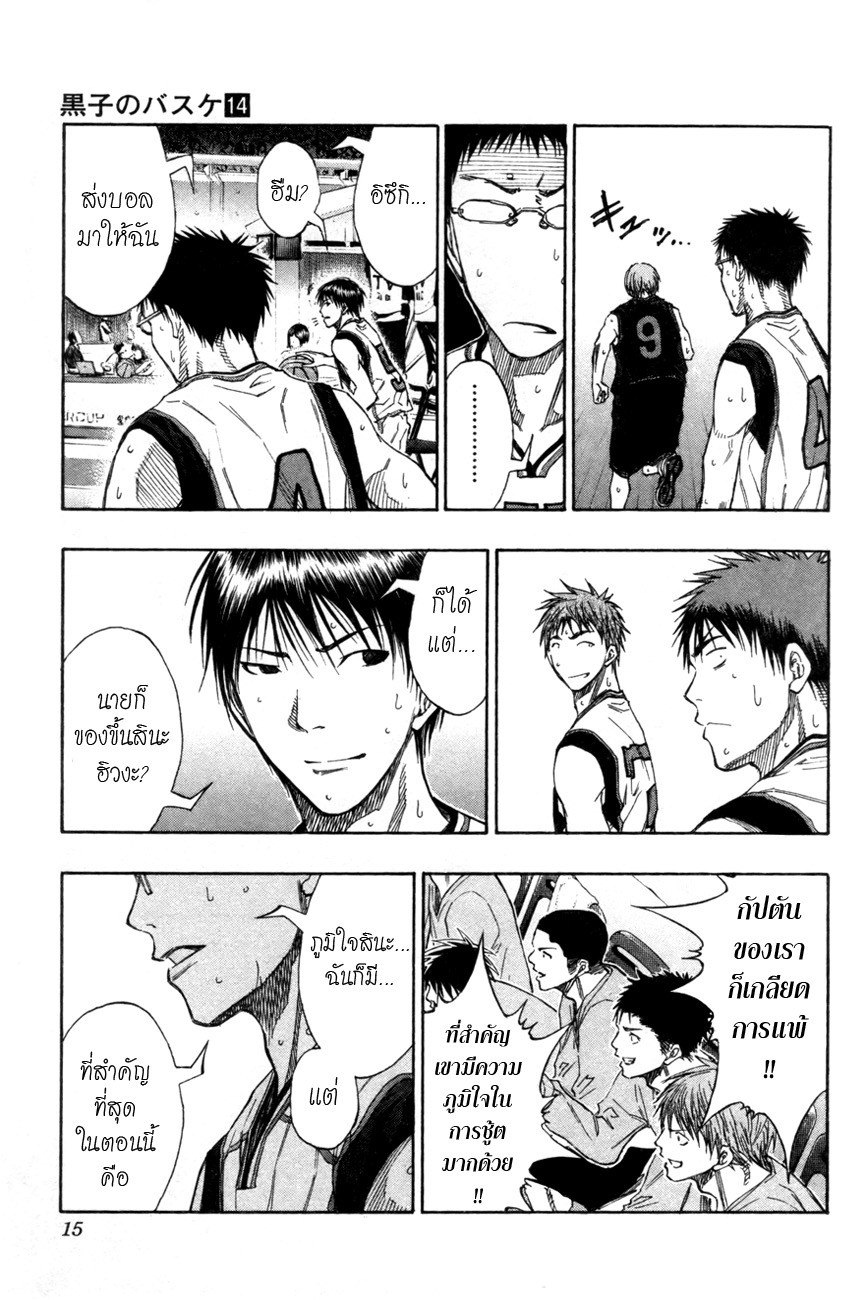 黒子のバスケ 14
キュッ...
9
4
..........
อิซึกิ...
ฮืม?
ส่งบอล
มาให้ฉัน
4
5
GROUP
ก็ได้
แต่...
นายก็
ของขึ้นสินะ
ฮิวงะ?
กัปตัน
ของเรา
ก็เกลียด
การแพ้
!!
ที่สำคัญ
เขามีความ
ภูมิใจใน
การชู้ต
มากด้วย
!!
ภูมิใจสินะ...
ฉันก็มี...
แต่
ที่สำคัญ
ที่สุด
ในตอนนี้
คือ
15